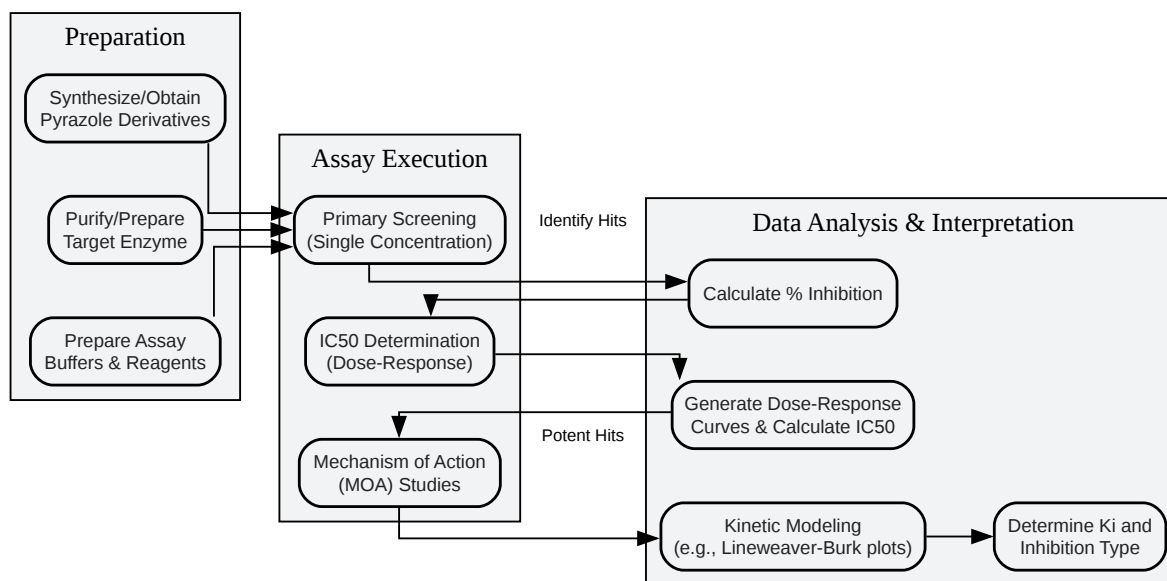 Preparation
Synthesize/Obtain
Pyrazole Derivatives
Purify/Prepare
Target Enzyme
Prepare Assay
Buffers & Reagents
Assay Execution
Primary Screening
(Single Concentration)
IC50 Determination
(Dose-Response)
Mechanism of Action
(MOA) Studies
Identify Hits
Potent Hits
Data Analysis & Interpretation
Calculate % Inhibition
Generate Dose-Response
Curves & Calculate IC50
Kinetic Modeling
(e.g., Lineweaver-Burk plots)
Determine Ki and
Inhibition Type